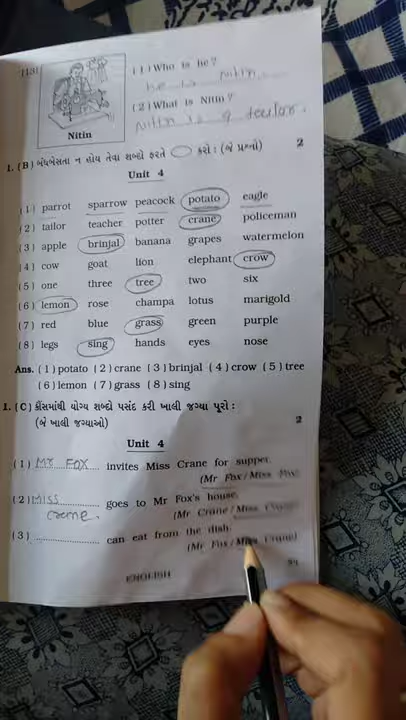 ( 1 ) Who is he?
he is nitin
( 2 ) What is Nitin?
Nitin is a
Nitin
1. (B) બંધબેસતા ન હોય તેવા શબ્દો ફરતે ◯ કરો : (બે પ્રશ્નો) 2
Unit 4
( 1 ) parrot sparrow peacock potato eagle
( 2 ) tailor teacher potter crane policeman
( 3 ) apple brinjal banana grapes watermelon
( 4 ) cow goat lion elephant crow
( 5 ) one three tree two six
( 6 ) lemon rose champa lotus marigold
( 7 ) red blue grass green purple
( 8 ) legs sing hands eyes nose
Ans. ( 1 ) potato ( 2 ) crane ( 3 ) brinjal ( 4 ) crow ( 5 ) tree
( 6 ) lemon ( 7 ) grass ( 8 ) sing
1. (C) કૌંસમાંથી યોગ્ય શબ્દો પસંદ કરી ખાલી જગ્યા પૂરો :
(બે ખાલી જગ્યાઓ) 2
Unit 4
( 1 ) Mr Fox invites Miss Crane for supper.
(Mr Fox / Miss Fox)
( 2 ) Miss goes to Mr Fox's house.
(Mr Crane / Miss Crane)
( 3 ) ............... can eat from the dish.
(Mr Fox / Miss Crane)
ENGLISH